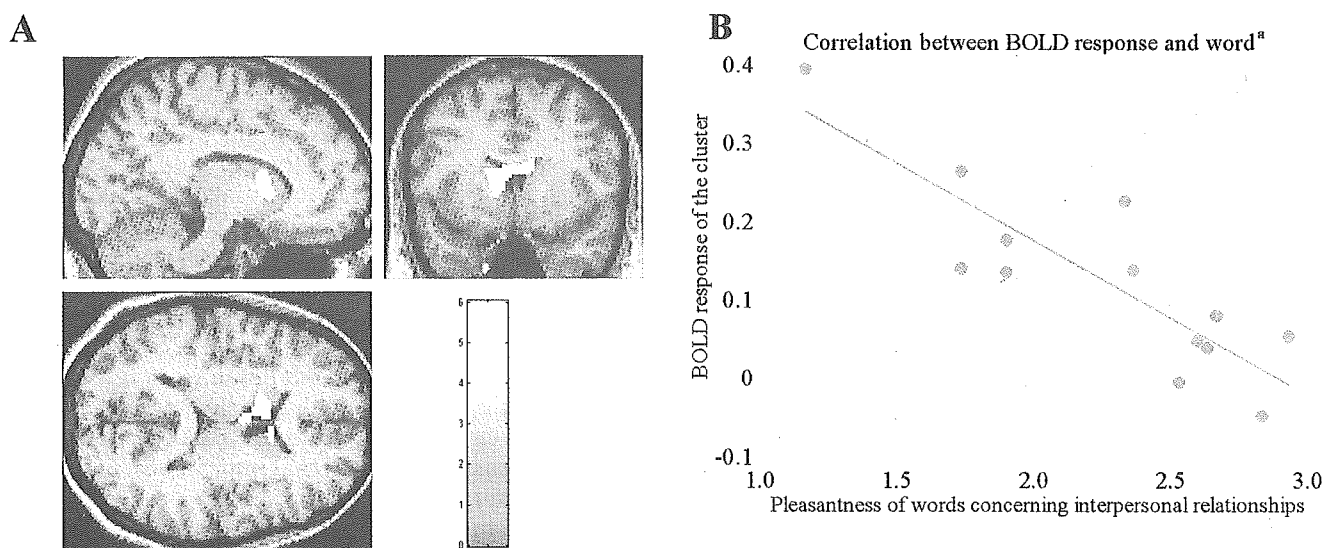 A
6
5
4
3
2
1
0
B
Correlation between BOLD response and word^a
BOLD response of the cluster
0.4
0.3
0.2
0.1
0
-0.1
1.0 1.5 2.0 2.5 3.0
Pleasantness of words concerning interpersonal relationships